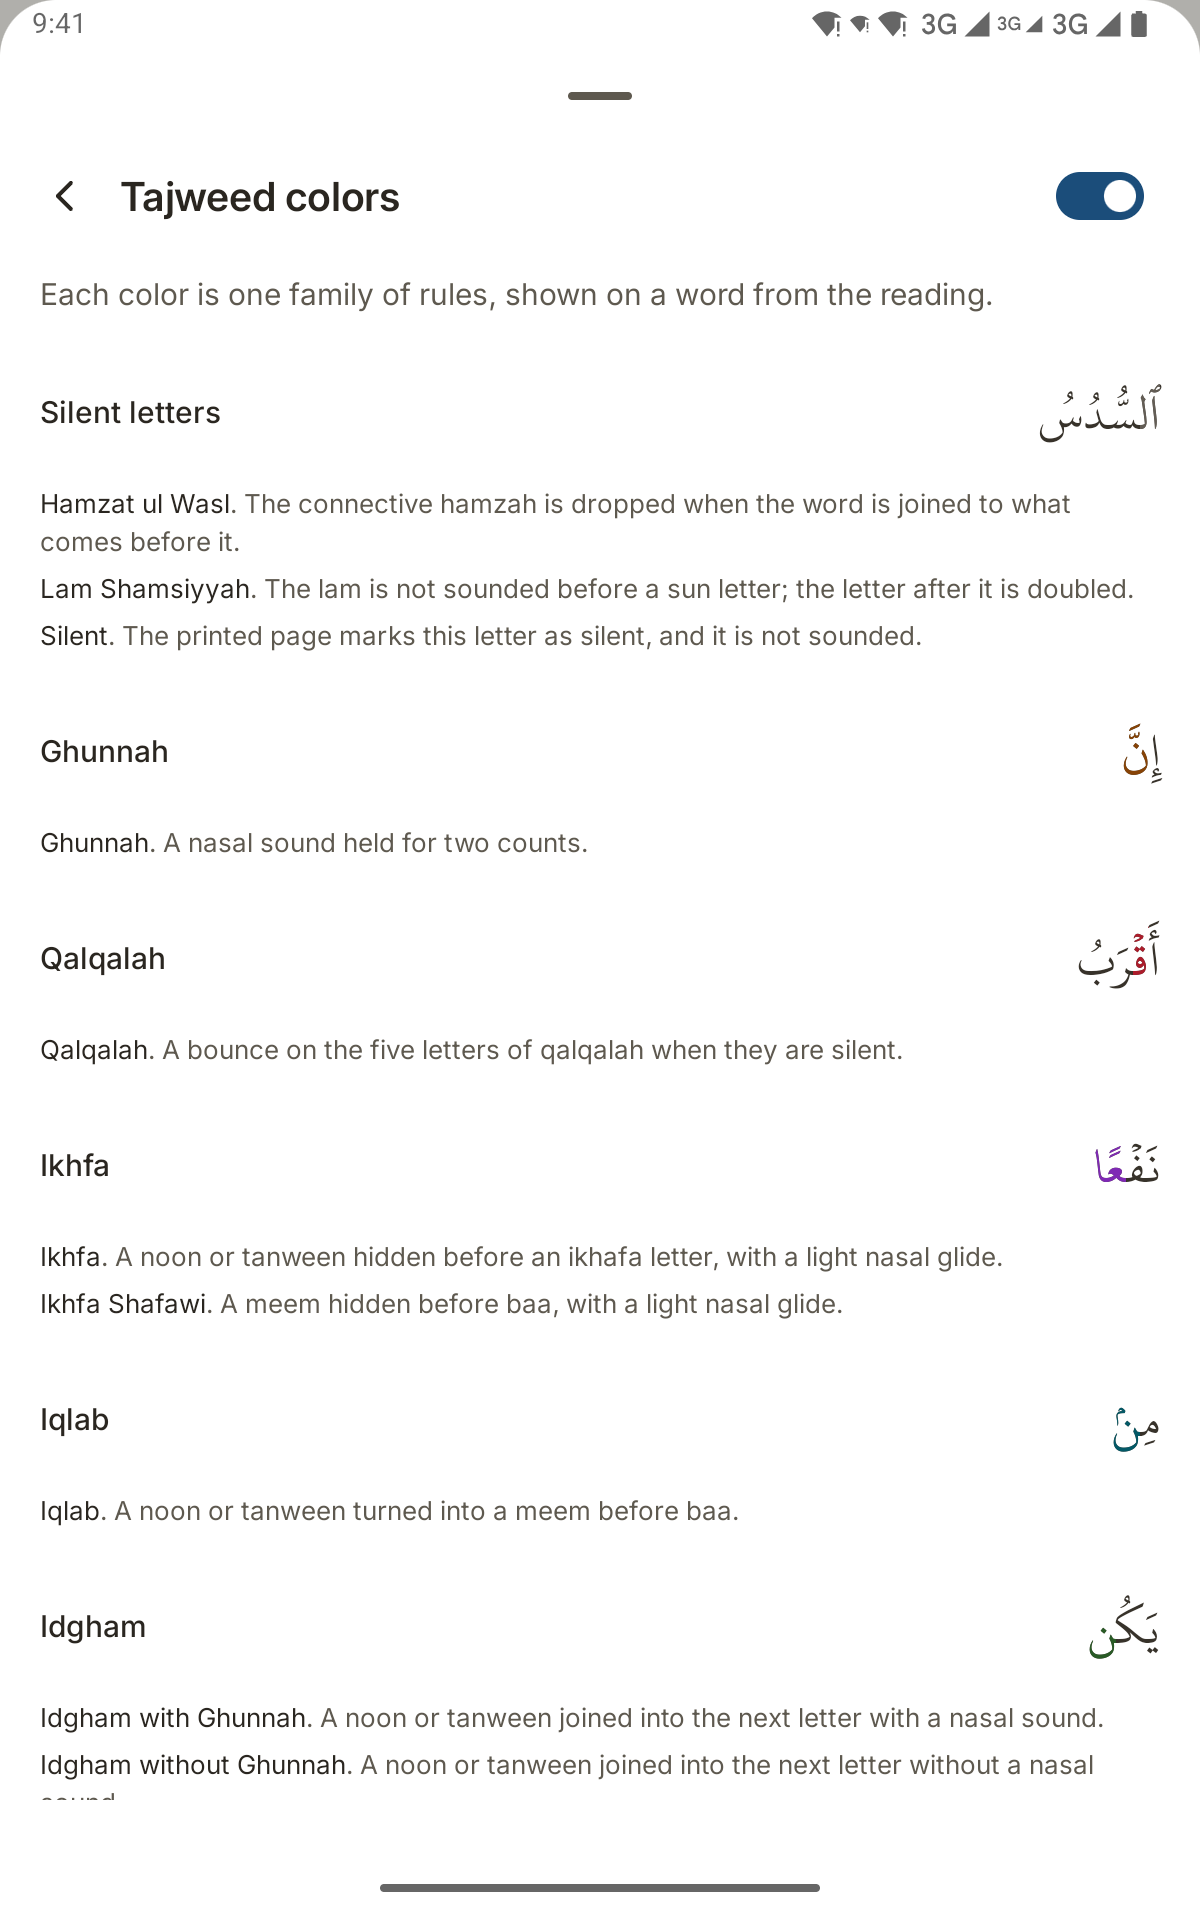 9:41
3G 3G 3G
Tajweed colors
Each color is one family of rules, shown on a word from the reading.
Silent letters
ٱلسُّدُسُ
Hamzat ul Wasl. The connective hamzah is dropped when the word is joined to what
comes before it.
Lam Shamsiyyah. The lam is not sounded before a sun letter; the letter after it is doubled.
Silent. The printed page marks this letter as silent, and it is not sounded.
Ghunnah
إِنَّ
Ghunnah. A nasal sound held for two counts.
Qalqalah
أَقۡرَبُ
Qalqalah. A bounce on the five letters of qalqalah when they are silent.
Ikhfa
نَفۡعًا
Ikhfa. A noon or tanween hidden before an ikhafa letter, with a light nasal glide.
Ikhfa Shafawi. A meem hidden before baa, with a light nasal glide.
Iqlab
مِنۢ
Iqlab. A noon or tanween turned into a meem before baa.
Idgham
يَكُن
Idgham with Ghunnah. A noon or tanween joined into the next letter with a nasal sound.
Idgham without Ghunnah. A noon or tanween joined into the next letter without a nasal